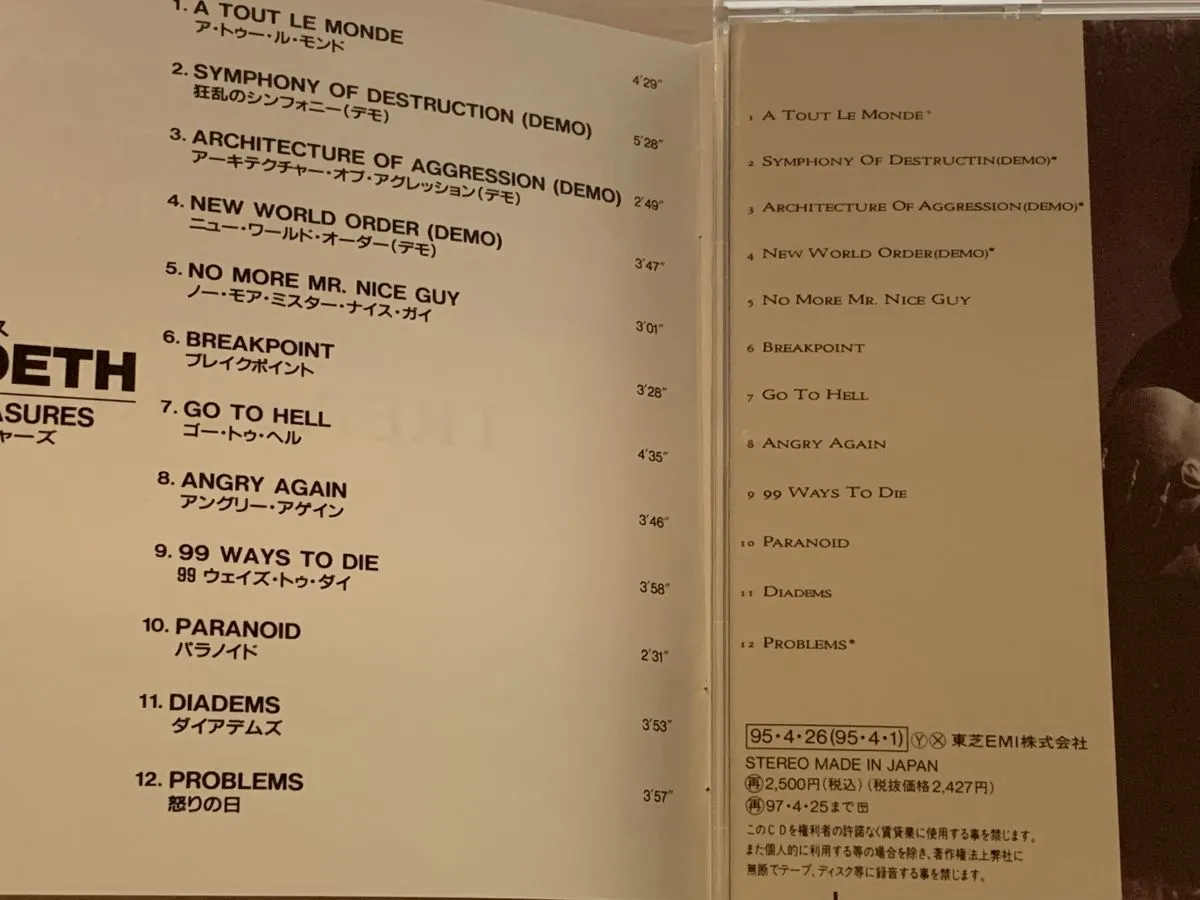 1. A TOUT LE MONDE
ア・トゥー・ル・モンド
4'29"
2. SYMPHONY OF DESTRUCTION (DEMO)
狂乱のシンフォニー(デモ)
5'28"
3. ARCHITECTURE OF AGGRESSION (DEMO)
アーキテクチャー・オブ・アグレッション(デモ)
2'49"
4. NEW WORLD ORDER (DEMO)
ニュー・ワールド・オーダー(デモ)
3'47"
5. NO MORE MR. NICE GUY
ノー・モア・ミスター・ナイス・ガイ
3'01"
6. BREAKPOINT
ブレイクポイント
3'28"
7. GO TO HELL
ゴー・トゥ・ヘル
4'35"
8. ANGRY AGAIN
アングリー・アゲイン
3'46"
9. 99 WAYS TO DIE
99 ウェイズ・トゥ・ダイ
3'58"
10. PARANOID
パラノイド
2'31"
11. DIADEMS
ダイアデムズ
3'53"
12. PROBLEMS
怒りの日
3'57"
ス
DETH
ASURES
ャーズ
1 A TOUT LE MONDE*
2 SYMPHONY OF DESTRUCTIN(DEMO)*
3 ARCHITECTURE OF AGGRESSION(DEMO)*
4 NEW WORLD ORDER(DEMO)*
5 NO MORE MR. NICE GUY
6 BREAKPOINT
7 GO TO HELL
8 ANGRY AGAIN
9 99 WAYS TO DIE
10 PARANOID
11 DIADEMS
12 PROBLEMS*
95・4・26(95・4・1)Ⓨⓧ 東芝EMI株式会社
STEREO MADE IN JAPAN
㊢2,500円(税込)(税抜価格2,427円)
97・4・25まで
このCDを権利者の許諾なく賃貸業に使用する事を禁じます。
また個人的に利用する等の場合を除き、著作権法上弊社に
無断でテープ、ディスク等に録音する事を禁じます。